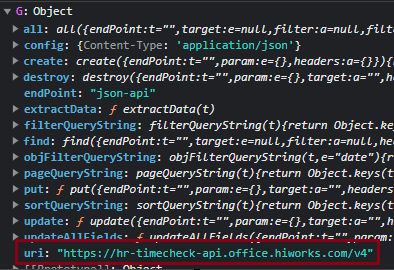 G: Object
all: all({endPoint:t="",target:e=null,filter:a=null,fil
config: {Content-Type: 'application/json'}
create: create({endPoint:t="",param:e={},headers:a={}}){
destroy: destroy({endPoint:t="",param:e={},target:a="",he
endPoint: "json-api"
extractData: ƒ extractData(t)
filterQueryString: filterQueryString(t){return Object.key
find: find({endPoint:t="",target:e=null,filter:a=null,he
objFilterQueryString: objFilterQueryString(t,e="date"){r
pageQueryString: pageQueryString(t){return Object.keys(t
put: ƒ put({endPoint:t="",param:e={},target:a="",headers
sortQueryString: sortQueryString(t){return Object.keys(t
update: ƒ update({endPoint:t="",param:e={},target:a="",h
updateAllFields: ƒ updateAllFields({endPoint:t="",param:
uri: "https://hr-timecheck-api.office.hiworks.com/v4"
[[Prototype]]: Object